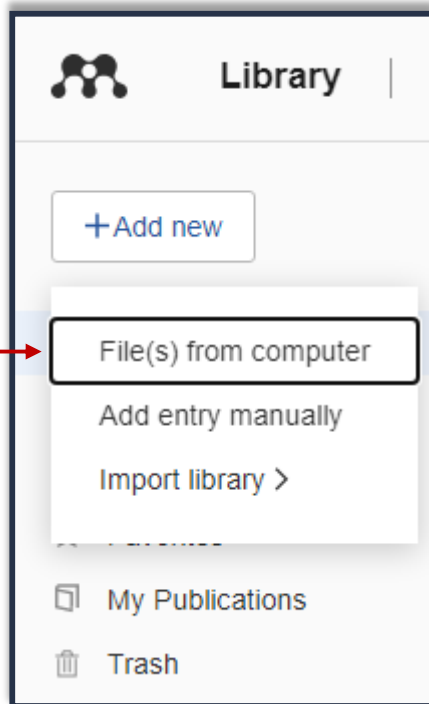 Library
+Add new
File(s) from computer
Add entry manually
Import library >
My Publications
Trash